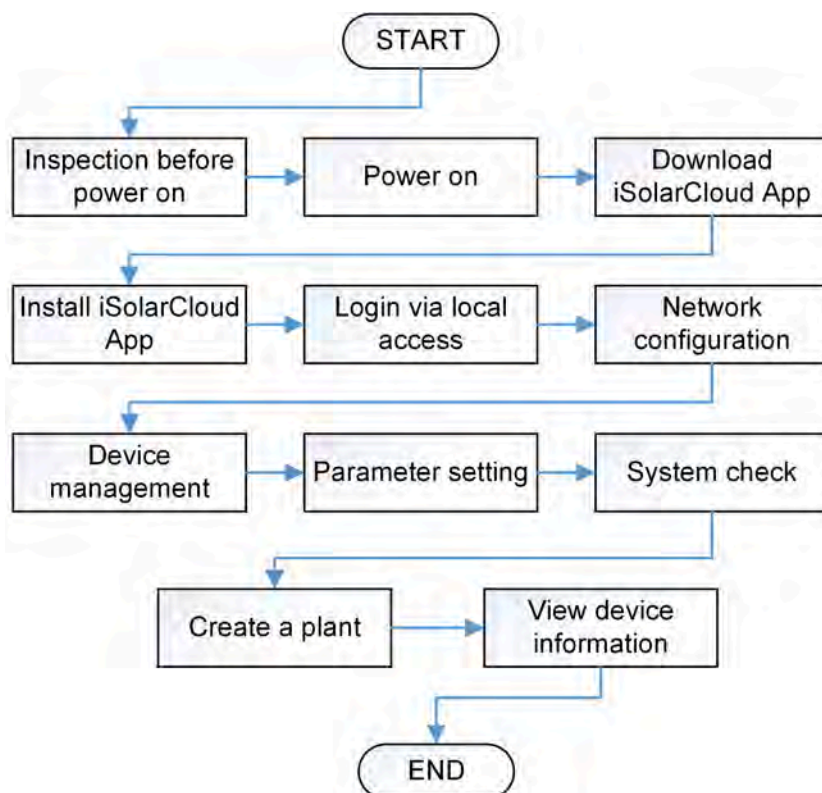 START
Inspection before
power on
Power on
Download
iSolarCloud App
Install iSolarCloud
App
Login via local
access
Network
configuration
Device
management
Parameter setting
System check
Create a plant
View device
information
END